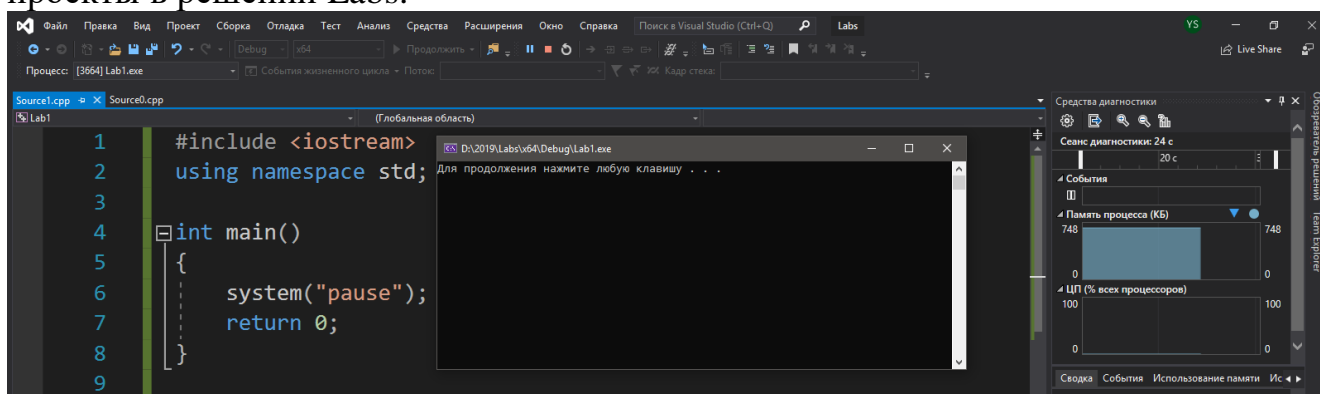 проекты в решении Labs.
Файл Правка Вид Проект Сборка Отладка Тест Анализ Средства Расширения Окно Справка Поиск в Visual Studio (Ctrl+Q) Labs YS
Debug x64 Продолжить Live Share
Процесс: [3664] Lab1.exe События жизненного цикла Поток: Кадр стека:
Source1.cpp Source0.cpp
Lab1 (Глобальная область)
1 #include <iostream>
2 using namespace std;
3
4 int main()
5 {
6 system("pause");
7 return 0;
8 }
9
D:\2019\Labs\x64\Debug\Lab1.exe
Для продолжения нажмите любую клавишу . . .
Средства диагностики
Сеанс диагностики: 24 с
20 с
События
Память процесса (КБ)
748 748
0 0
ЦП (% всех процессоров)
100 100
0 0
Сводка События Использование памяти Ис
Обозреватель решений
Team Explorer